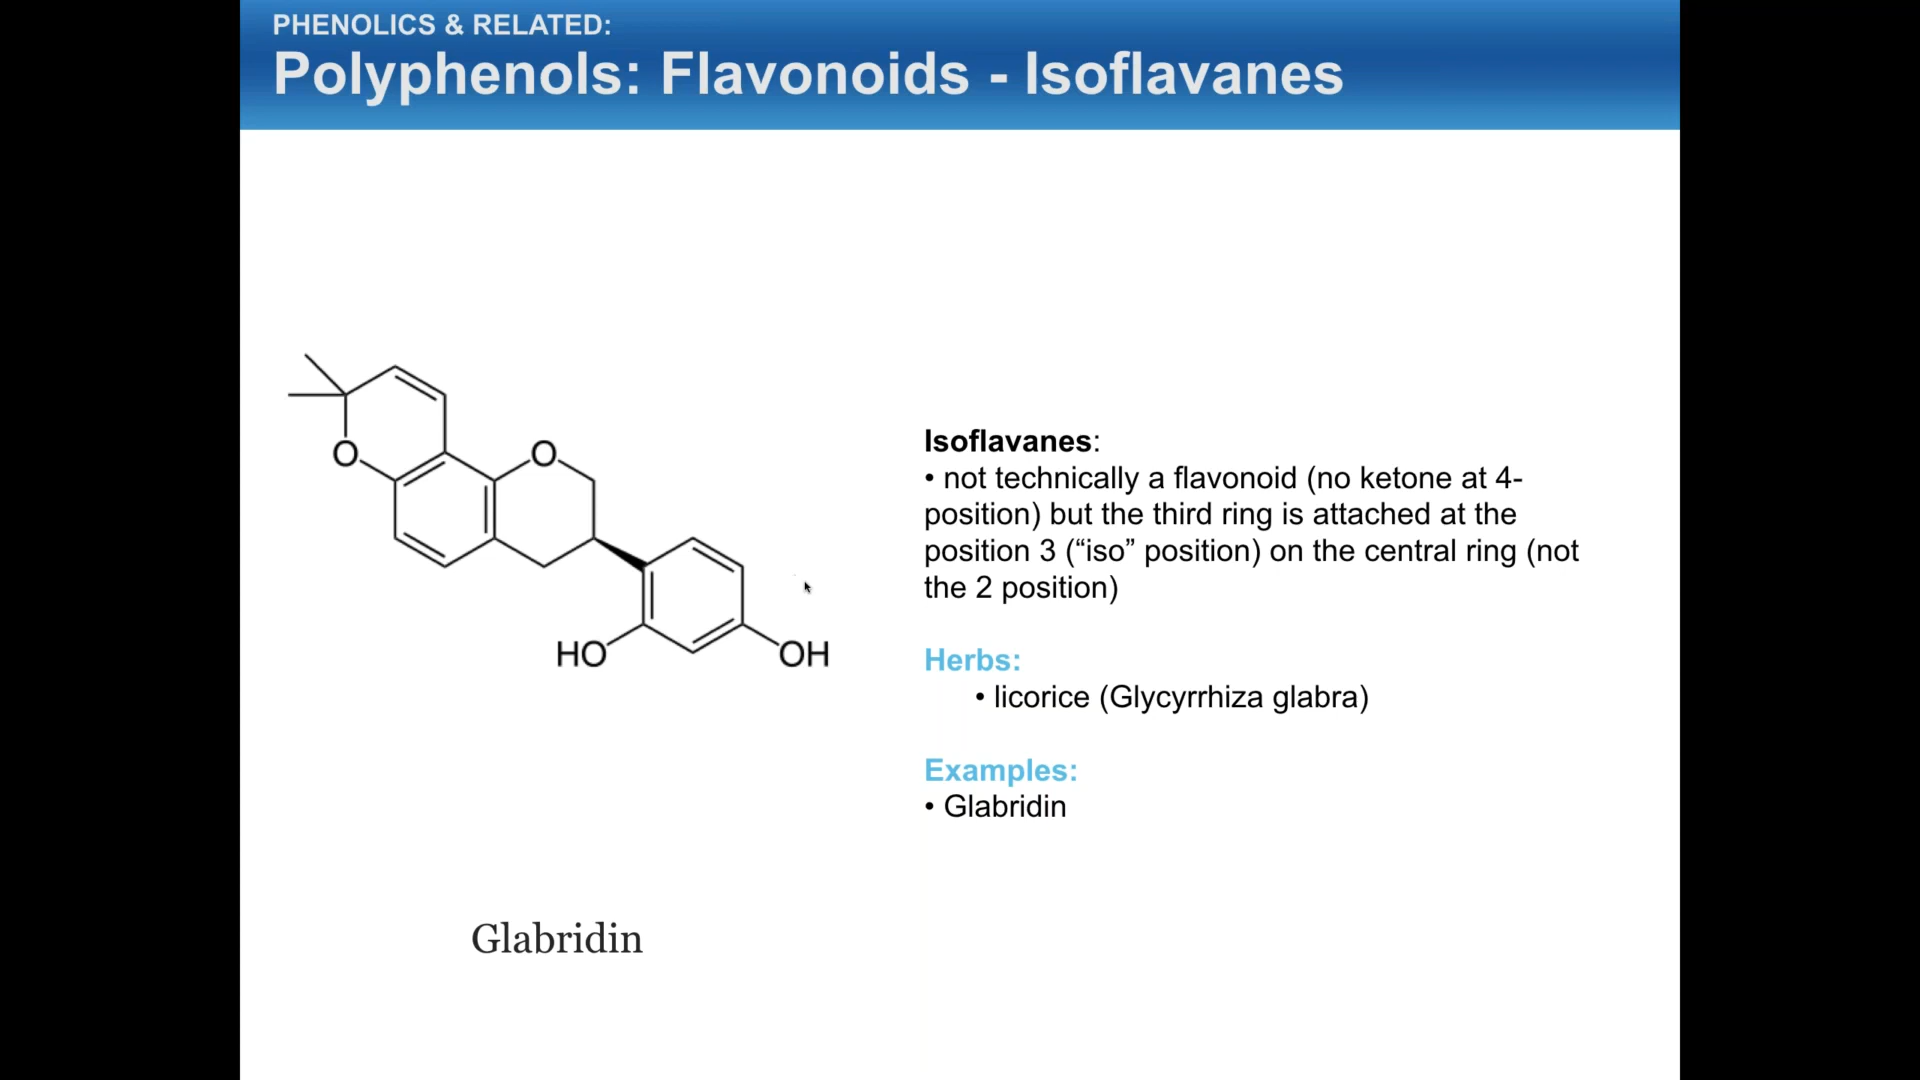 PHENOLICS & RELATED:
Polyphenols: Flavonoids - Isoflavanes
O
O
HO
OH
Glabridin
Isoflavanes:
• not technically a flavonoid (no ketone at 4-
position) but the third ring is attached at the
position 3 (“iso” position) on the central ring (not
the 2 position)
Herbs:
• licorice (Glycyrrhiza glabra)
Examples:
• Glabridin